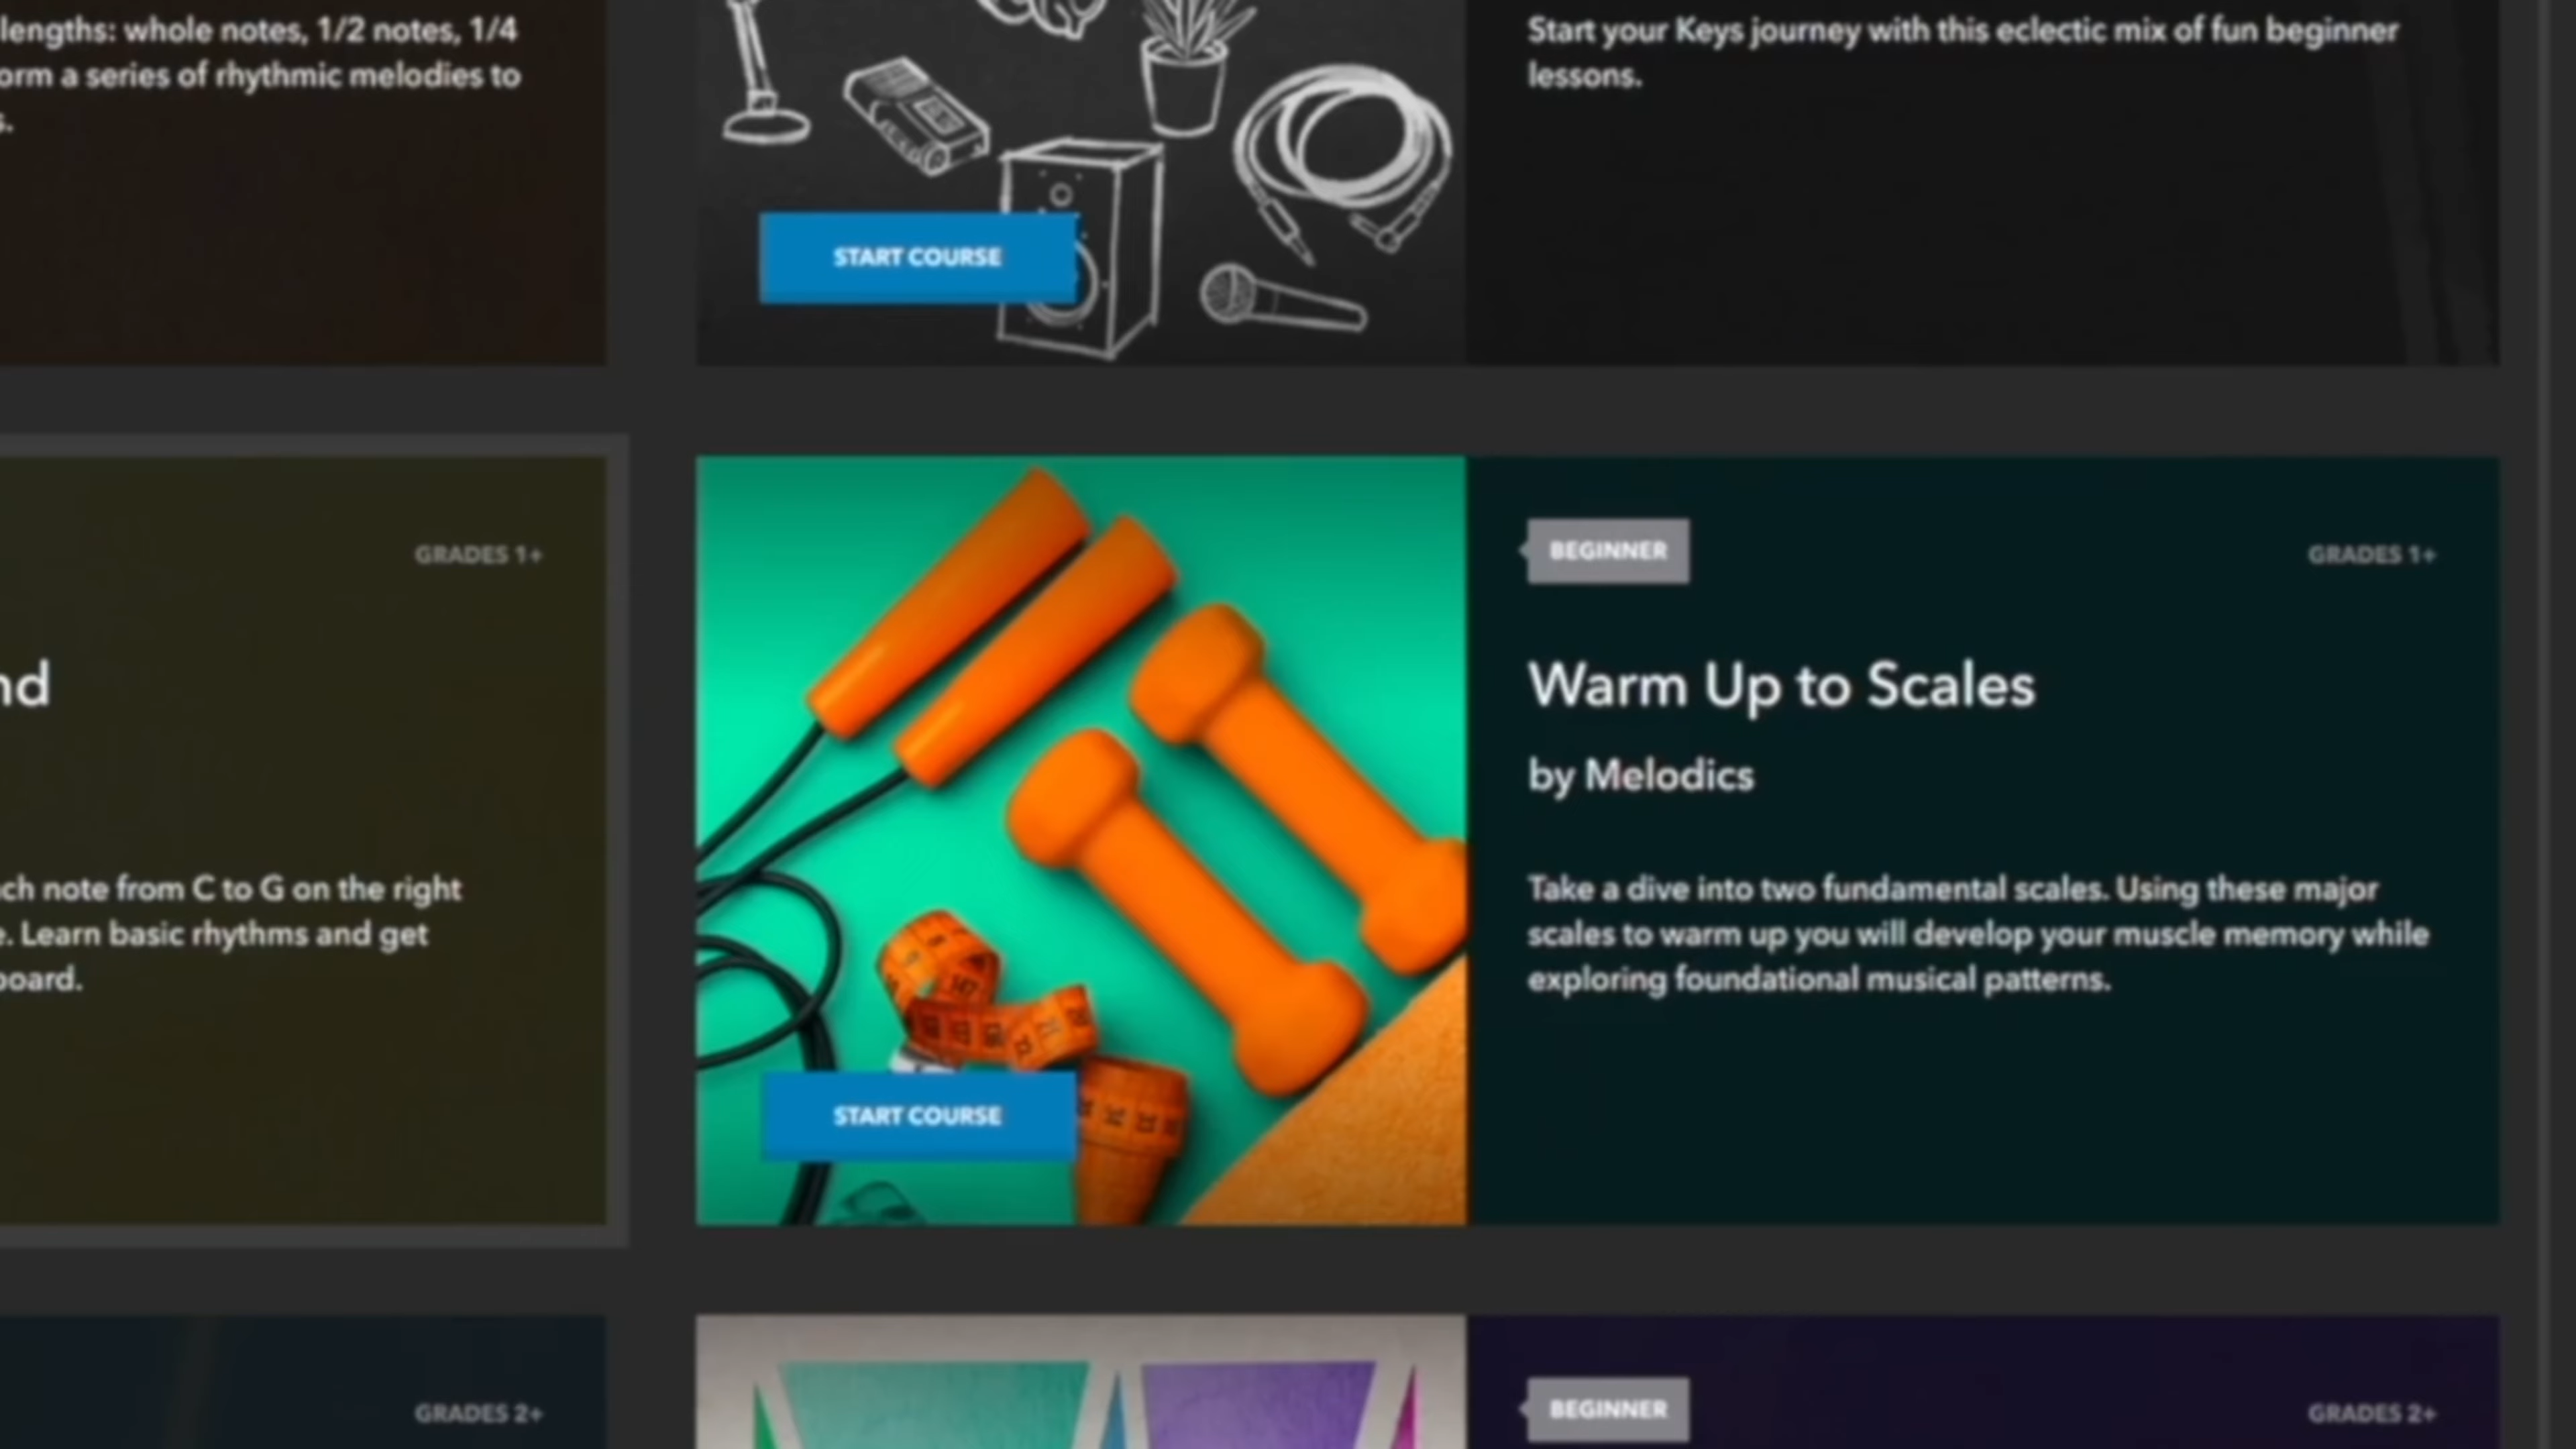 lengths: whole notes, 1/2 notes, 1/4
orm a series of rhythmic melodies to
s.
START COURSE
Start your Keys journey with this eclectic mix of fun beginner
lessons.
GRADES 1+
nd
ch note from C to G on the right
e. Learn basic rhythms and get
board.
START COURSE
BEGINNER
GRADES 1+
Warm Up to Scales
by Melodics
Take a dive into two fundamental scales. Using these major
scales to warm up you will develop your muscle memory while
exploring foundational musical patterns.
GRADES 2+
BEGINNER
GRADES 2+